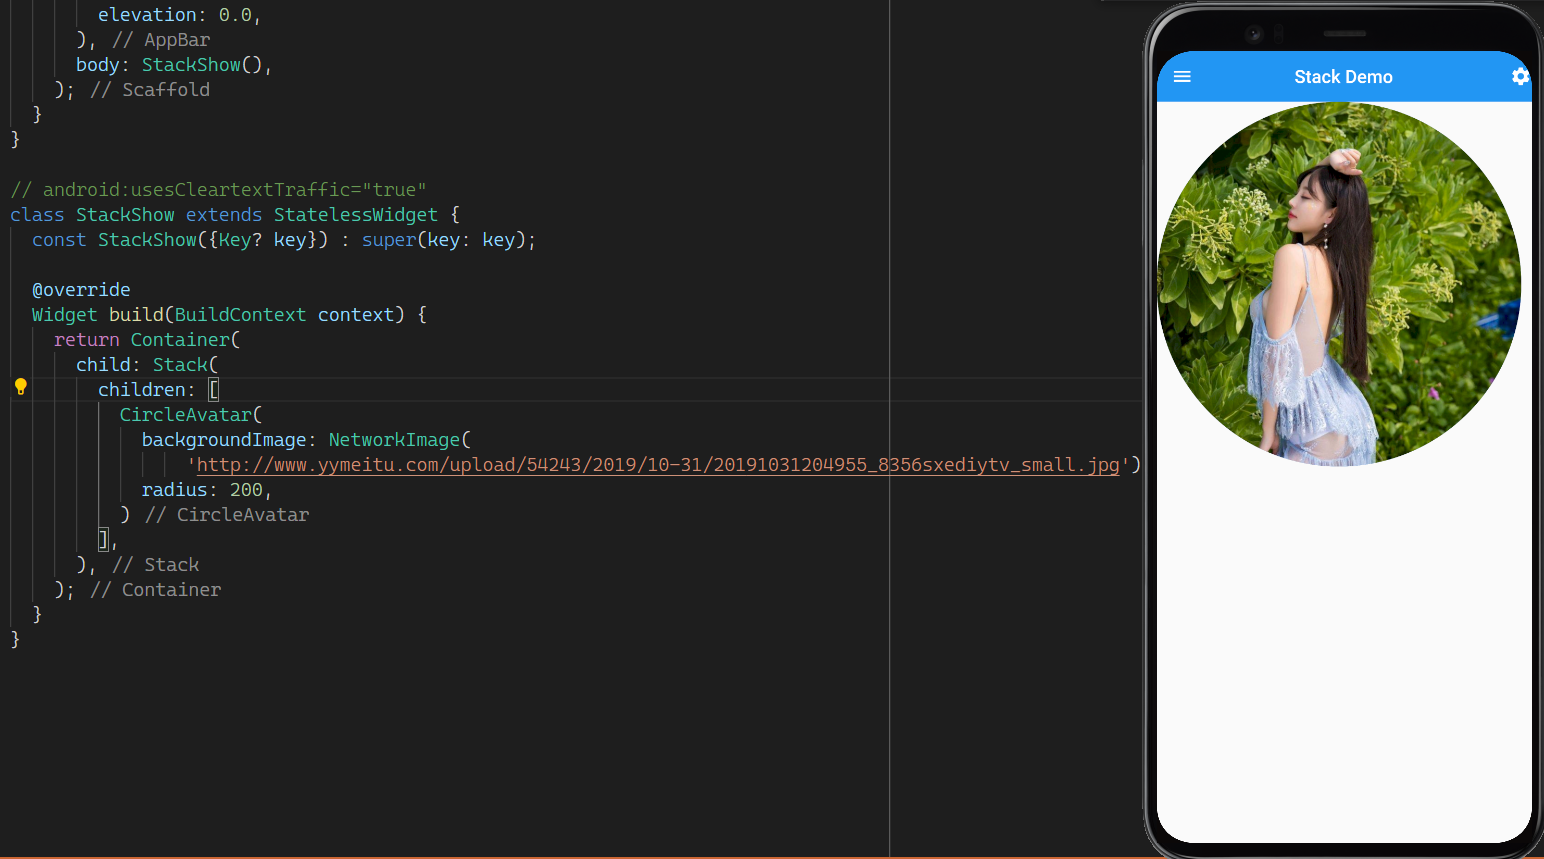 elevation: 0.0,
), // AppBar
body: StackShow(),
); // Scaffold
}
}
// android:usesCleartextTraffic="true"
class StackShow extends StatelessWidget {
const StackShow({Key? key}) : super(key: key);
@override
Widget build(BuildContext context) {
return Container(
child: Stack(
children: [
CircleAvatar(
backgroundImage: NetworkImage(
'http://www.yymeitu.com/upload/54243/2019/10-31/20191031204955_8356sxediytv_small.jpg')
radius: 200,
) // CircleAvatar
],
), // Stack
); // Container
}
}
Stack Demo